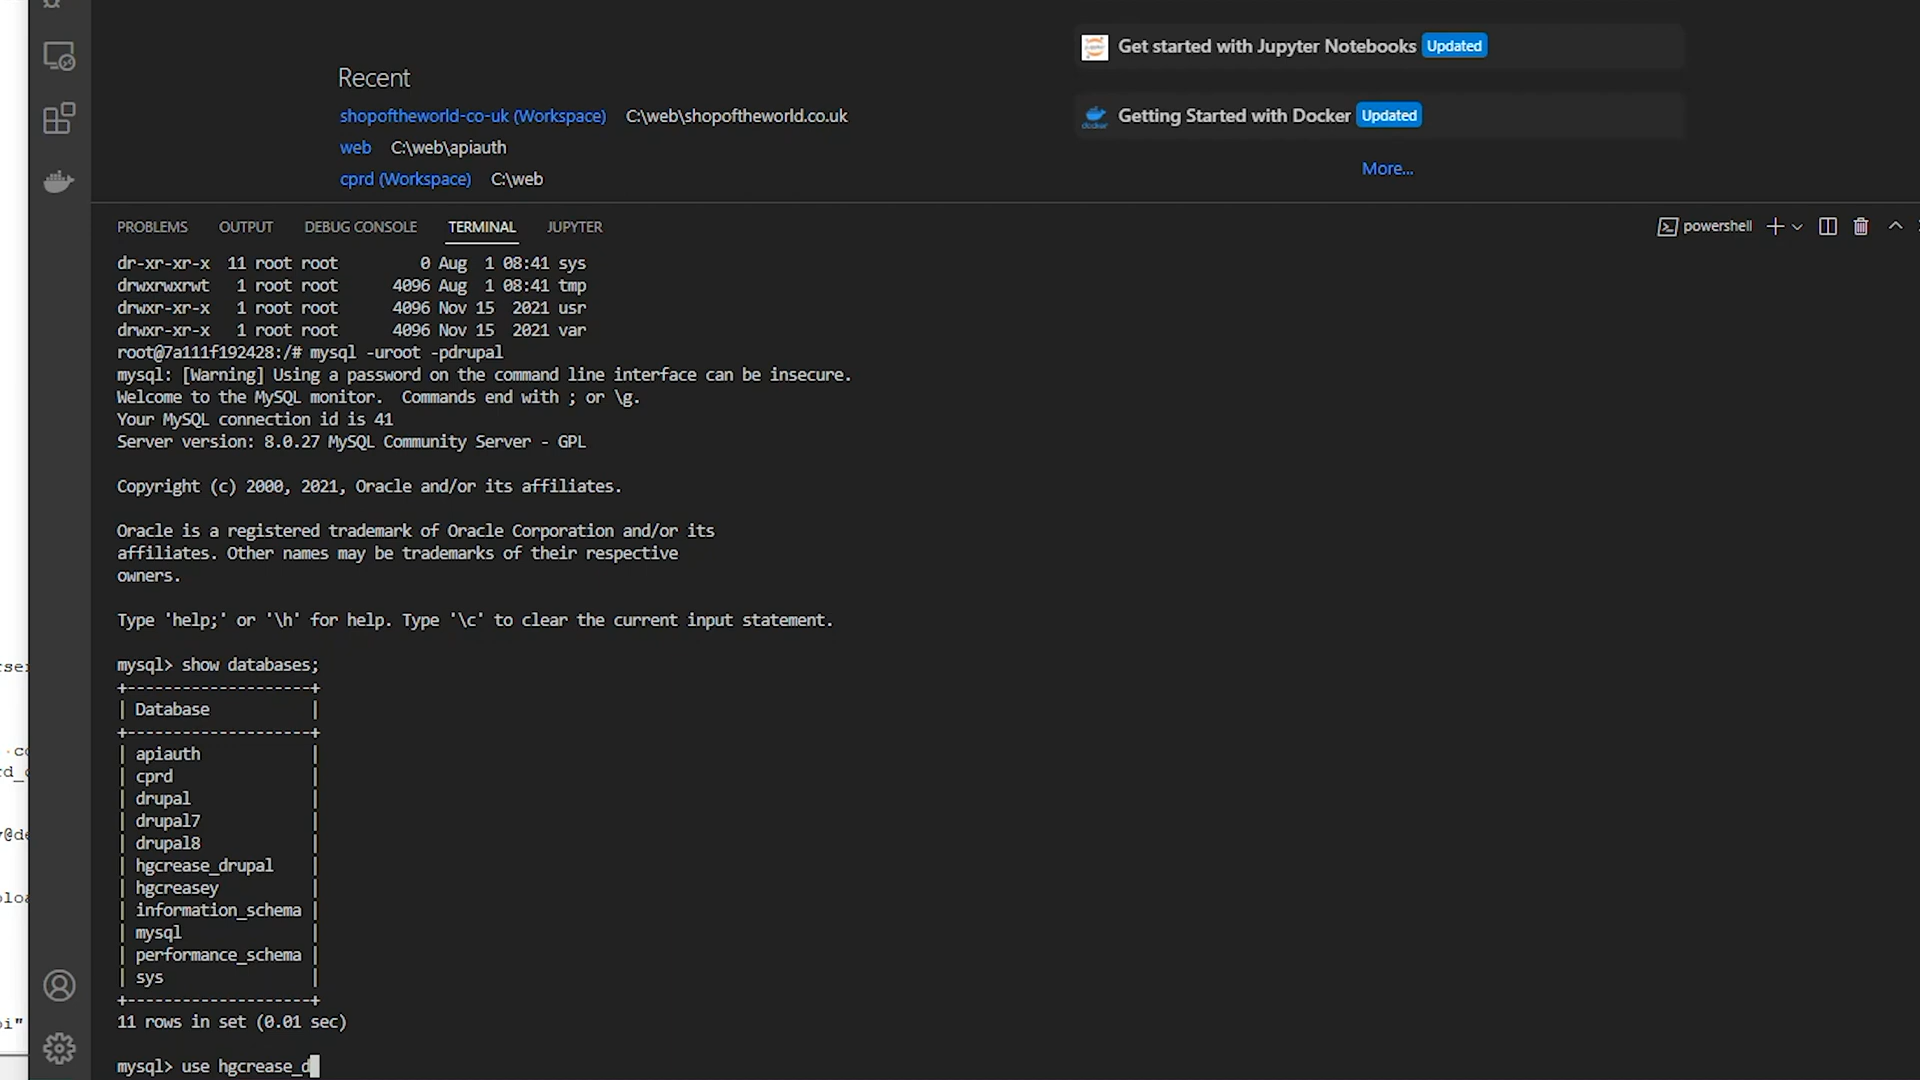 Get started with Jupyter Notebooks Updated
Recent
shopoftheworld-co-uk (Workspace) C:\web\shopoftheworld.co.uk
Getting Started with Docker Updated
web C:\web\apiauth
More...
cprd (Workspace) C:\web
PROBLEMS OUTPUT DEBUG CONSOLE TERMINAL JUPYTER powershell
dr-xr-xr-x  11 root root         0 Aug  1 08:41 sys
drwxrwxrwt   1 root root      4096 Aug  1 08:41 tmp
drwxr-xr-x   1 root root      4096 Nov 15  2021 usr
drwxr-xr-x   1 root root      4096 Nov 15  2021 var
root@7a111f192428:/# mysql -uroot -pdrupal
mysql: [Warning] Using a password on the command line interface can be insecure.
Welcome to the MySQL monitor.  Commands end with ; or \g.
Your MySQL connection id is 41
Server version: 8.0.27 MySQL Community Server - GPL
Copyright (c) 2000, 2021, Oracle and/or its affiliates.
Oracle is a registered trademark of Oracle Corporation and/or its
affiliates. Other names may be trademarks of their respective
owners.
Type 'help;' or '\h' for help. Type '\c' to clear the current input statement.
mysql> show databases;
+--------------------+
| Database           |
+--------------------+
| apiauth            |
| cprd               |
| drupal             |
| drupal7            |
| drupal8            |
| hgcrease_drupal    |
| hgcreasey          |
| information_schema |
| mysql              |
| performance_schema |
| sys                |
+--------------------+
11 rows in set (0.01 sec)
mysql> use hgcrease_d